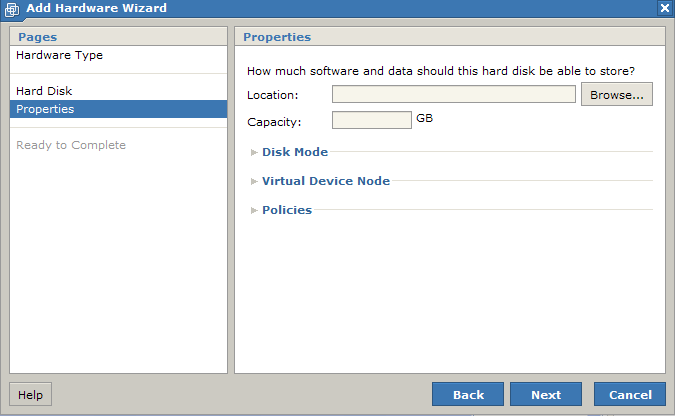 Add Hardware Wizard
Pages
Hardware Type
Hard Disk
Properties
Ready to Complete
Properties
How much software and data should this hard disk be able to store?
Location: Browse...
Capacity: GB
Disk Mode
Virtual Device Node
Policies
Help Back Next Cancel